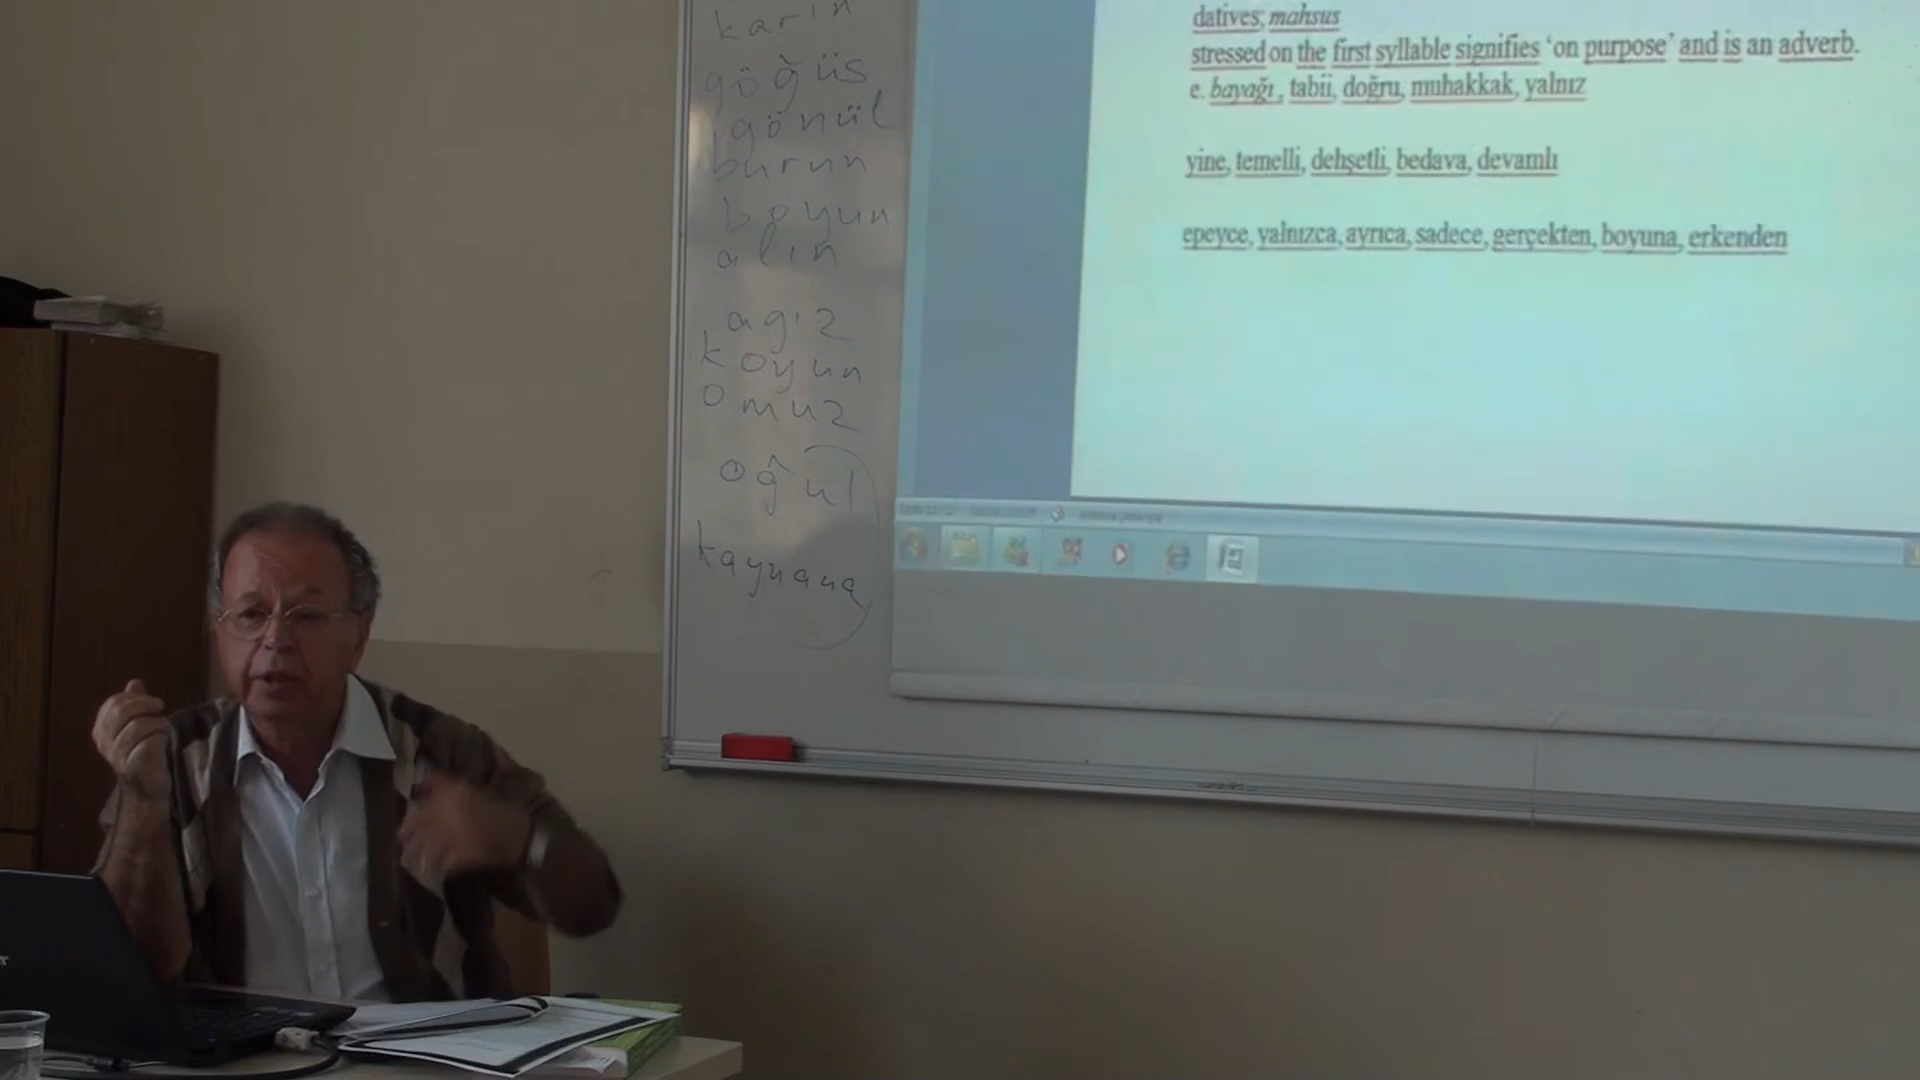 karın
göğüs
gönül
burun
boyun
alın
agız
koyun
omuz
oğul
kaynana
datives; mahsus
stressed on the first syllable signifies ‘on purpose’ and is an adverb.
e. bayağı , tabii, doğru, muhakkak, yalnız
yine, temelli, dehşetli, bedava, devamlı
epeyce, yalnızca, ayrıca, sadece, gerçekten, boyuna, erkenden